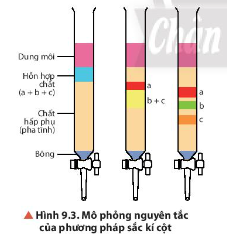 Chân
Dung môi
Hỗn hợp
chất
(a + b + c)
Chất
hấp phụ
(pha tĩnh)
Bông
a
b + c
a
b
c
▲ Hình 9.3. Mô phỏng nguyên tắc
của phương pháp sắc kí cột